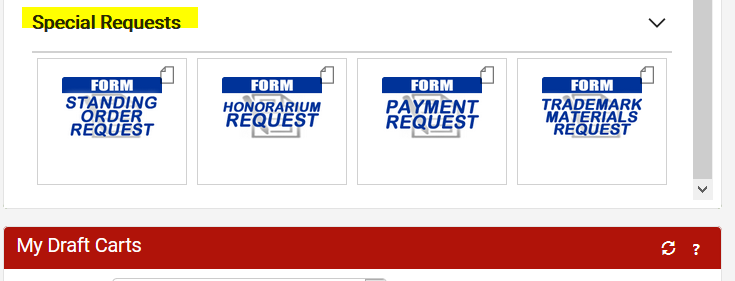 Special Requests
FORM
STANDING
ORDER
REQUEST
FORM
HONORARIUM
REQUEST
FORM
PAYMENT
REQUEST
FORM
TRADEMARK
MATERIALS
REQUEST
My Draft Carts
?